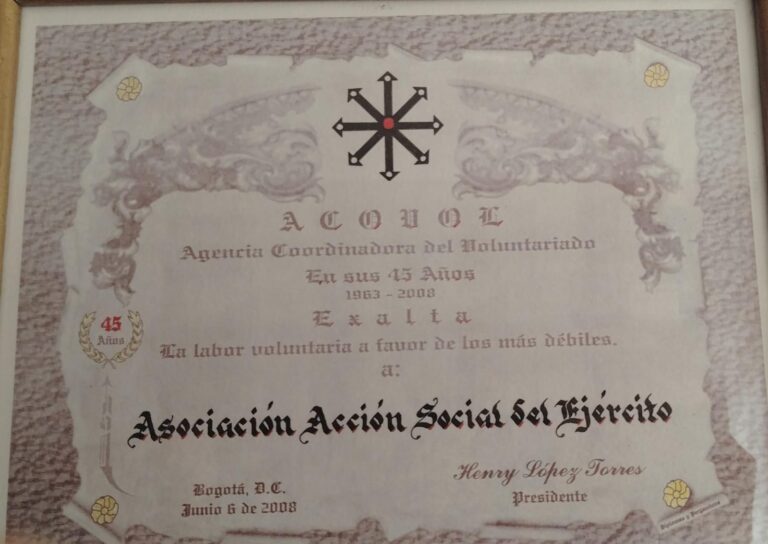 ACOVOL
Agencia Coordinadora del Voluntariado
En sus 45 Años
1963 - 2008
Exalta
45
Años
La labor voluntaria a favor de los más débiles.
a:
Asociación Acción Social del Ejército
Henry López Torres
Presidente
Bogotá, D.C.
Junio 6 de 2008